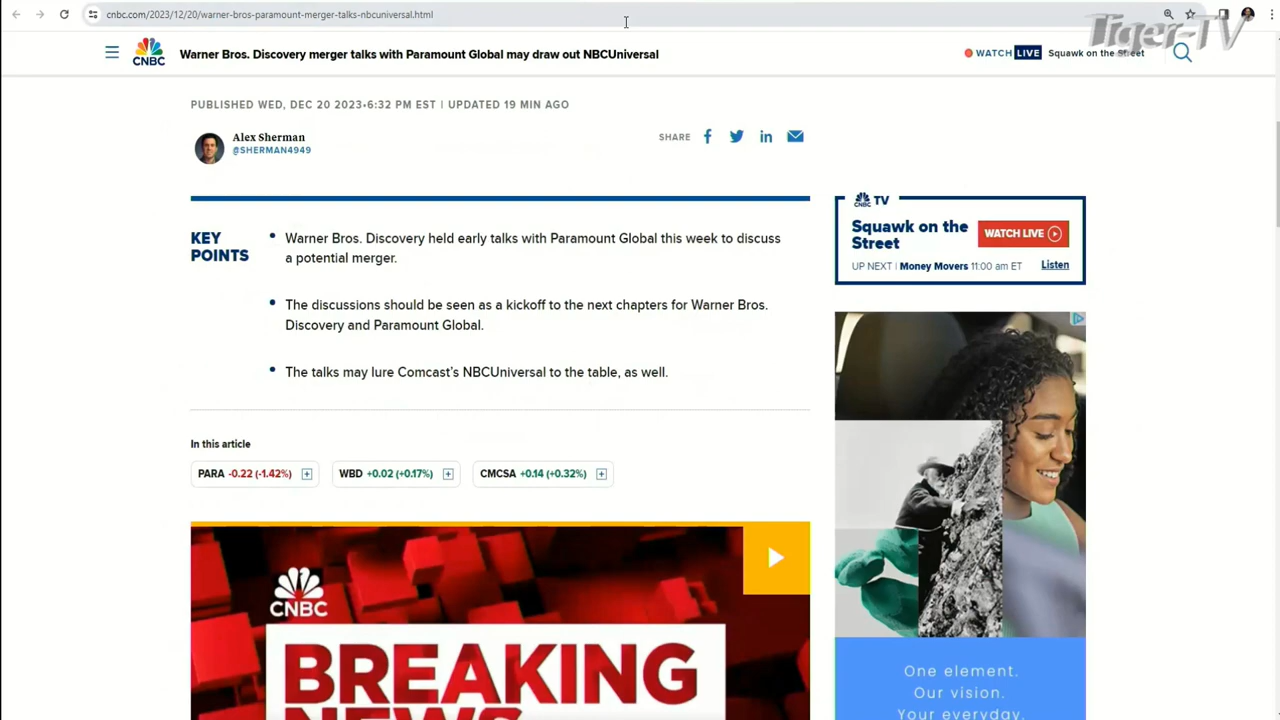 cnbc.com/2023/12/20/warner-bros-paramount-merger-talks-nbcuniversal.html
Tiger-TV
CNBC
Warner Bros. Discovery merger talks with Paramount Global may draw out NBCUniversal
WATCH LIVE Squawk on the Street
PUBLISHED WED, DEC 20 2023•6:32 PM EST | UPDATED 19 MIN AGO
Alex Sherman
@SHERMAN4949
SHARE
KEY
POINTS
Warner Bros. Discovery held early talks with Paramount Global this week to discuss
a potential merger.
The discussions should be seen as a kickoff to the next chapters for Warner Bros.
Discovery and Paramount Global.
The talks may lure Comcast’s NBCUniversal to the table, as well.
In this article
PARA -0.22 (-1.42%) WBD +0.02 (+0.17%) CMCSA +0.14 (+0.32%)
CNBC
BREAKING
NEWS
CNBC TV
Squawk on the
Street
WATCH LIVE
UP NEXT | Money Movers 11:00 am ET Listen
One element.
Our vision.
Your everyday.